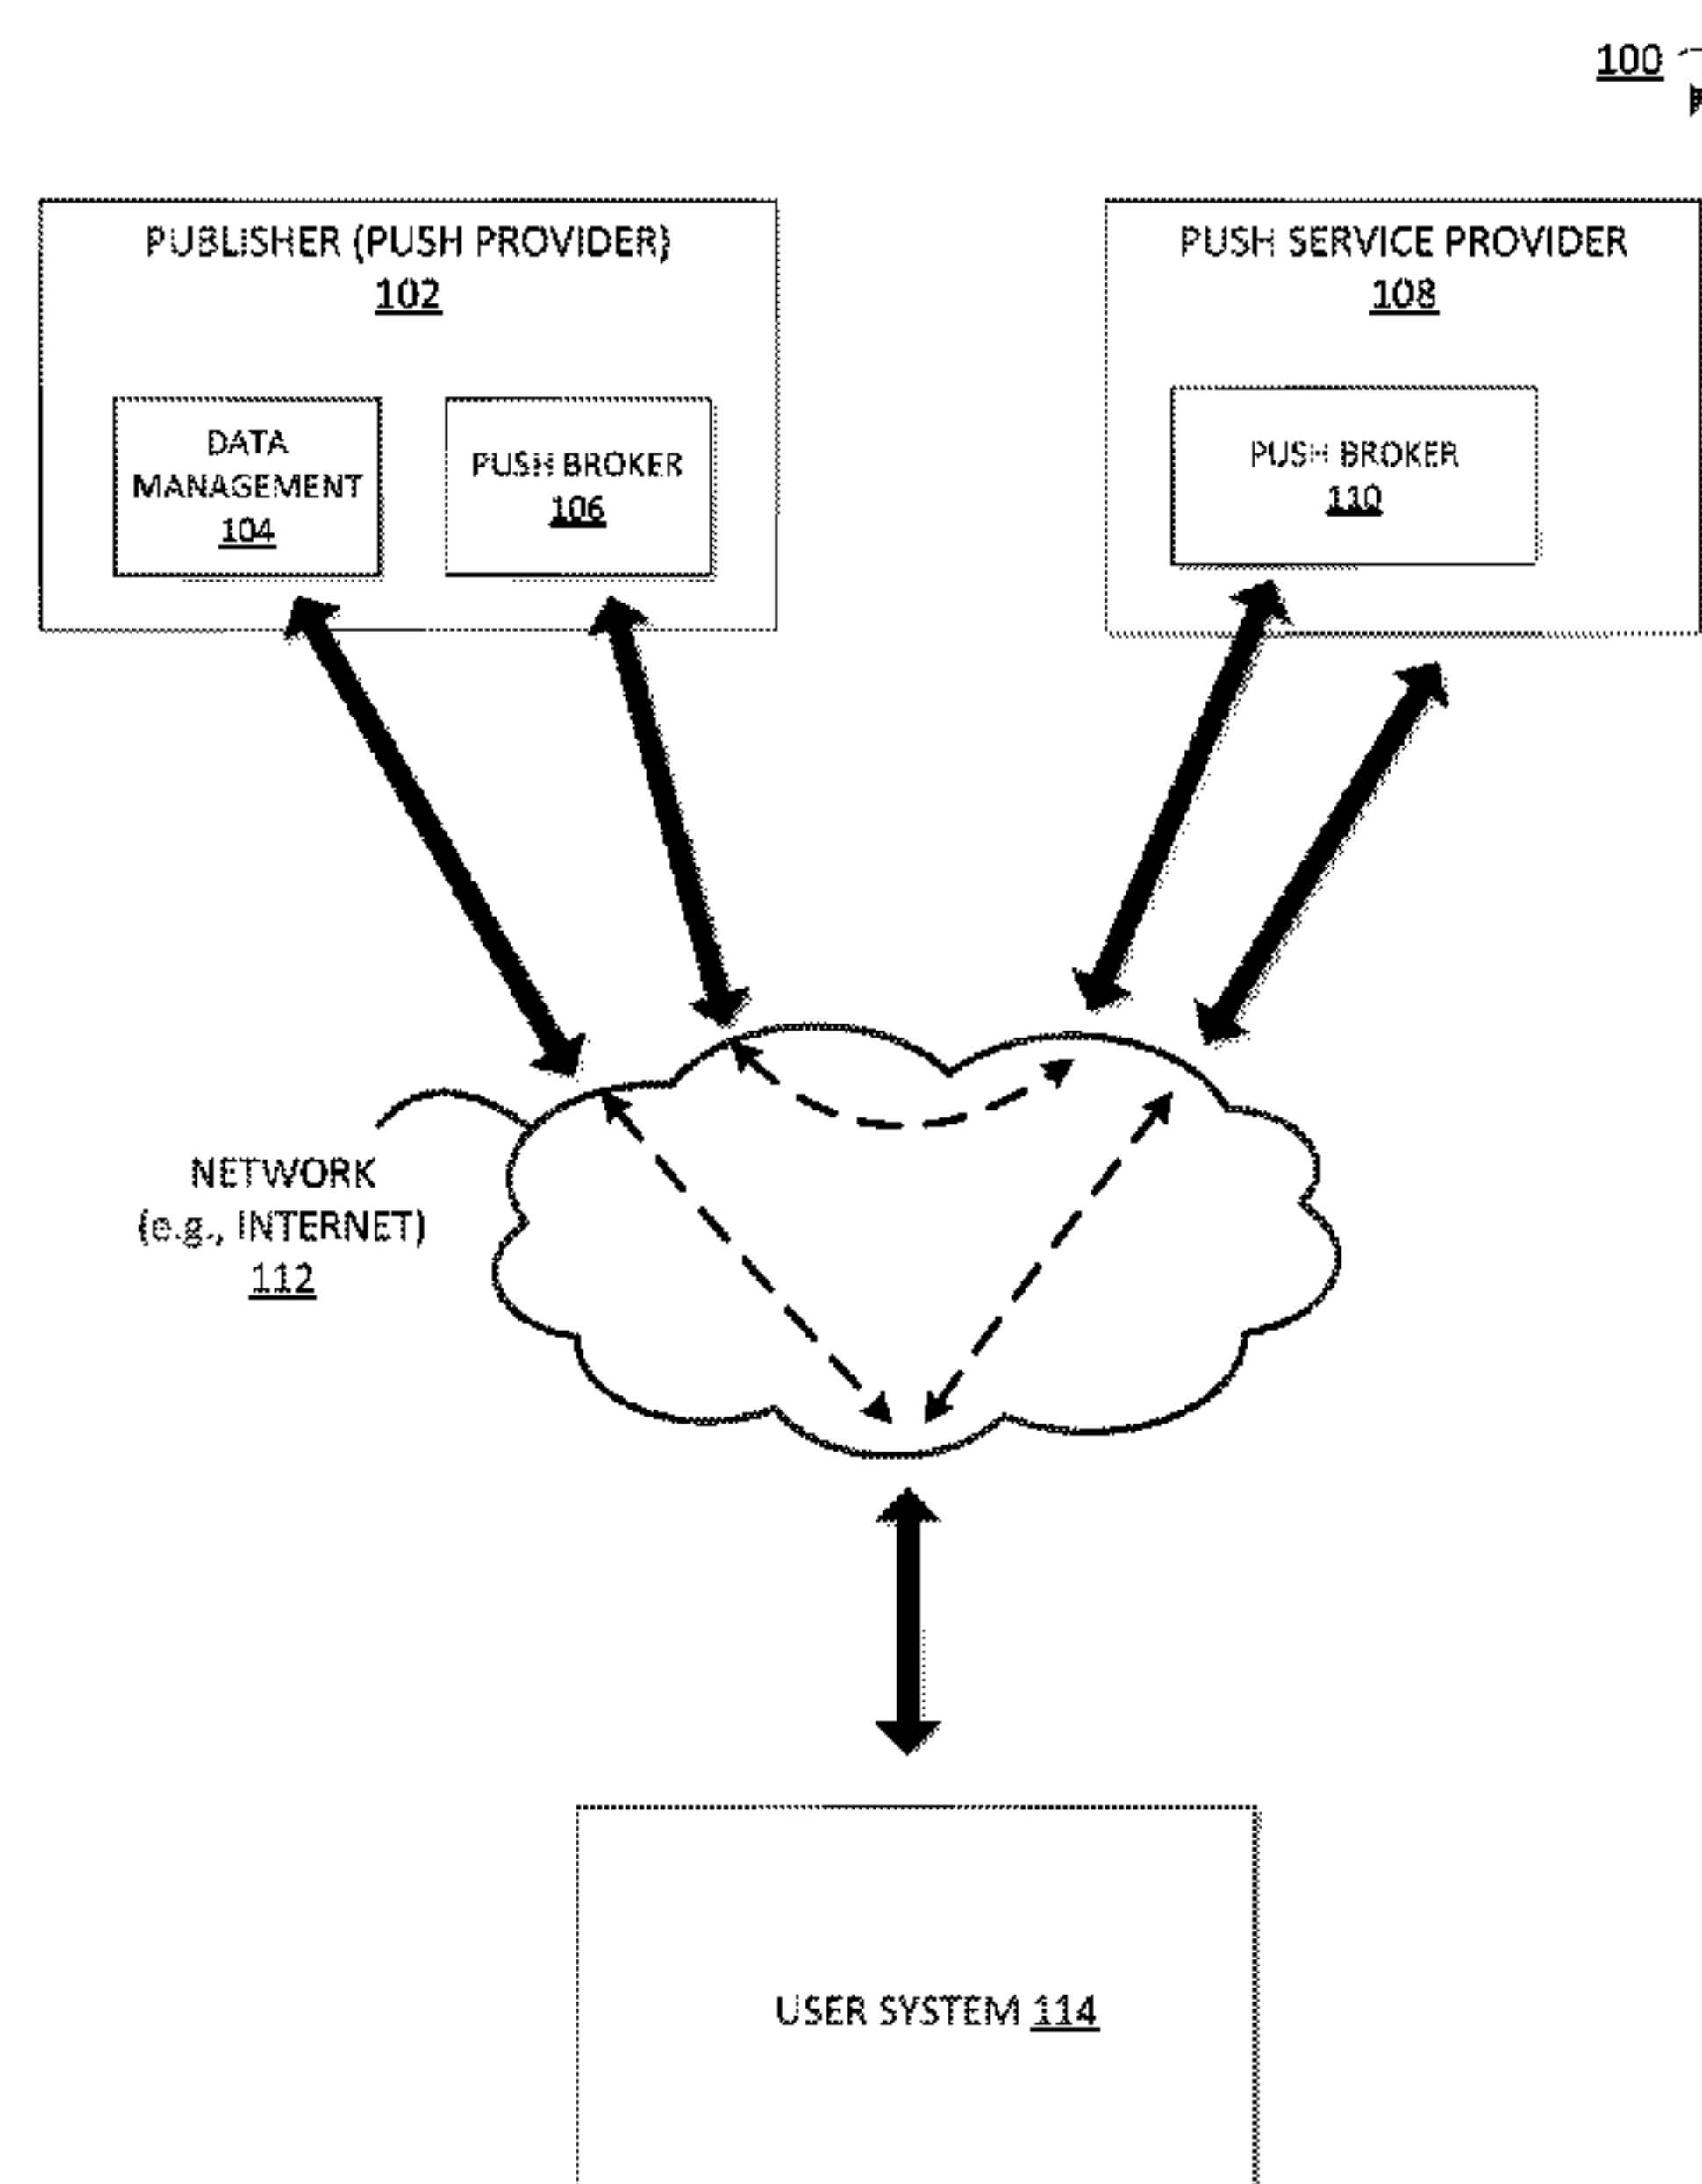 100
PUBLISHER (PUSH PROVIDER)
102
DATA
MANAGEMENT
104
PUSH BROKER
106
PUSH SERVICE PROVIDER
108
PUSH BROKER
110
NETWORK
(e.g., INTERNET)
112
USER SYSTEM 114